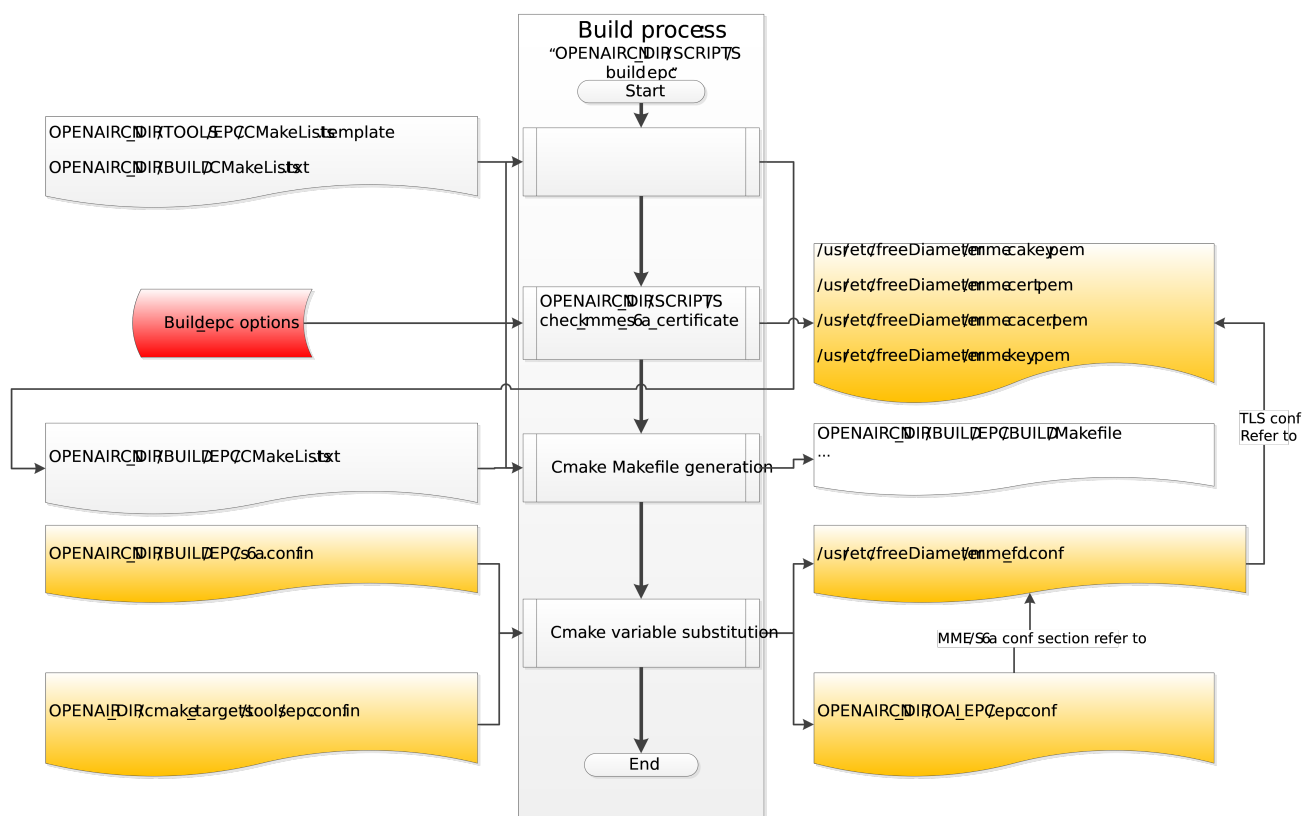 Build process:
“OPENAIRCN_DIR/SCRIPTS/
build_epc”
Start
OPENAIRCN_DIR/TOOLS/EPC/CMakeLists.template
OPENAIRCN_DIR/BUILD/CMakeLists.txt
/usr/etc/freeDiameter/mme.cakey.pem
/usr/etc/freeDiameter/mme.cert.pem
/usr/etc/freeDiameter/mme.cacert.pem
/usr/etc/freeDiameter/mme.key.pem
OPENAIRCN_DIR/SCRIPTS/
check_mme_s6a_certificate
Build_epc options
TLS conf
Refer to
OPENAIRCN_DIR/BUILD/EPC/BUILD/Makefile
...
OPENAIRCN_DIR/BUILD/EPC/CMakeLists.txt
Cmake Makefile generation
OPENAIRCN_DIR/BUILD/EPC/s6a.conf.in
/usr/etc/freeDiameter/mme_fd.conf
Cmake variable substitution
MME/S6a conf section refer to
OPENAIR_DIR/cmake_targets/tools/epc.conf.in
OPENAIRCN_DIR/OAI_EPC/epc.conf
End